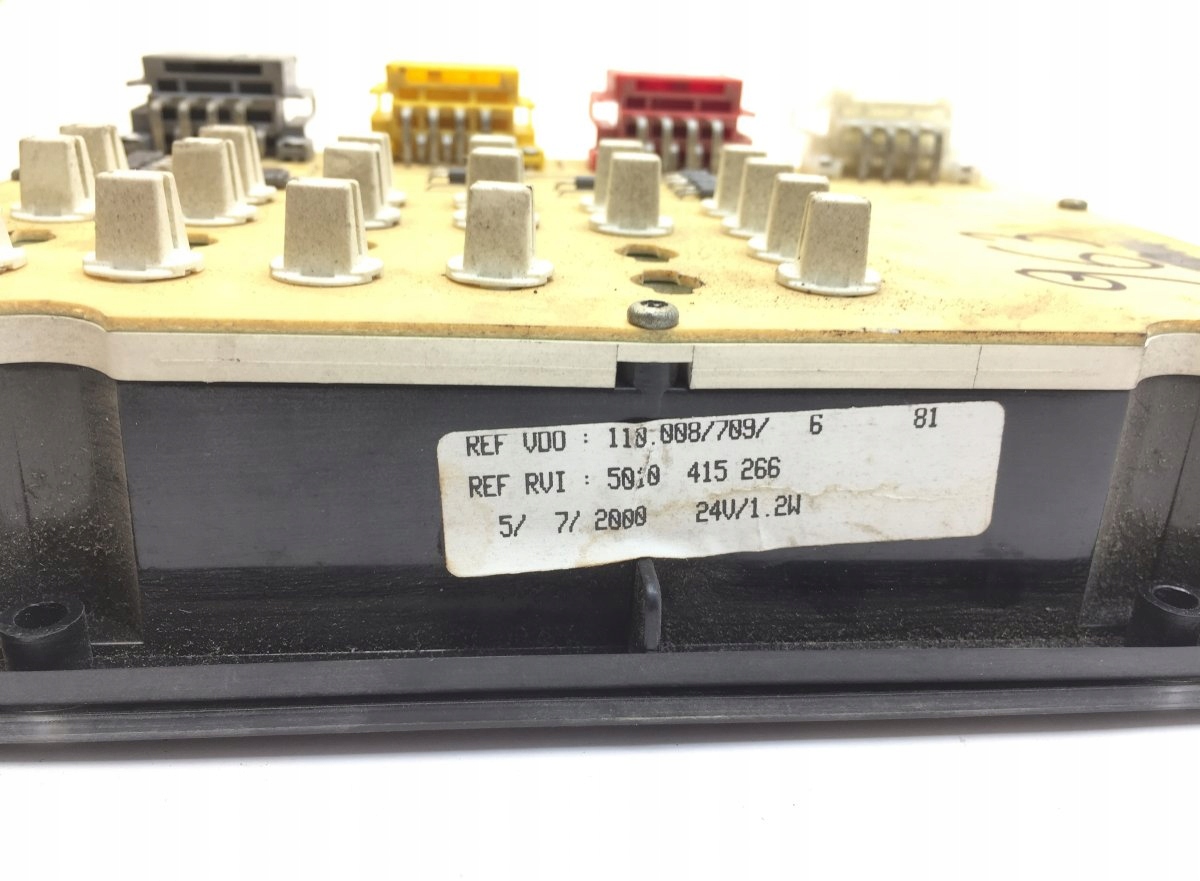 REF VDO : 110.008/709/ 6 81
REF RVI : 5010 415 266
5/ 7/ 2000 24V/1.2W